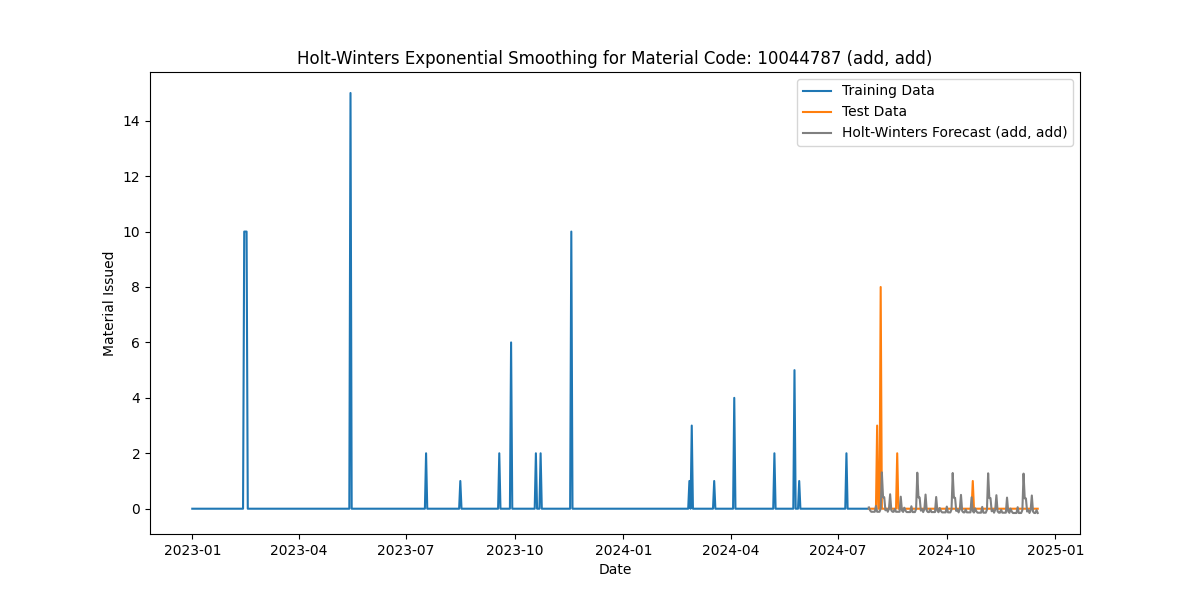 Holt-Winters Exponential Smoothing for Material Code: 10044787 (add, add)
Training Data
Test Data
Holt-Winters Forecast (add, add)
Material Issued
14
12
10
8
6
4
2
0
2023-01
2023-04
2023-07
2023-10
2024-01
2024-04
2024-07
2024-10
2025-01
Date